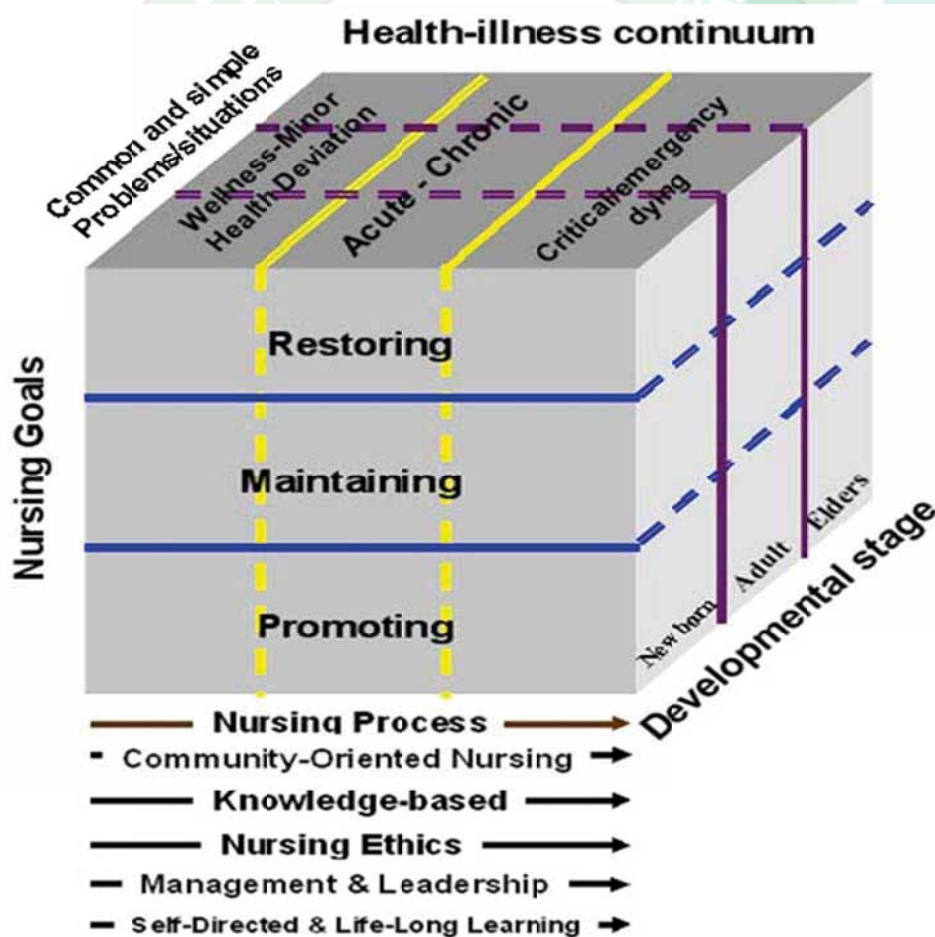 Health-illness continuum
Common and simple
Problems/situations
Wellness-Minor
Health Deviation
Acute - Chronic
Critical/emergency
dying
Nursing Goals
Restoring
Maintaining
Promoting
Newborn
Adult
Elders
Developmental stage
Nursing Process
Community-Oriented Nursing
Knowledge-based
Nursing Ethics
Management & Leadership
Self-Directed & Life-Long Learning